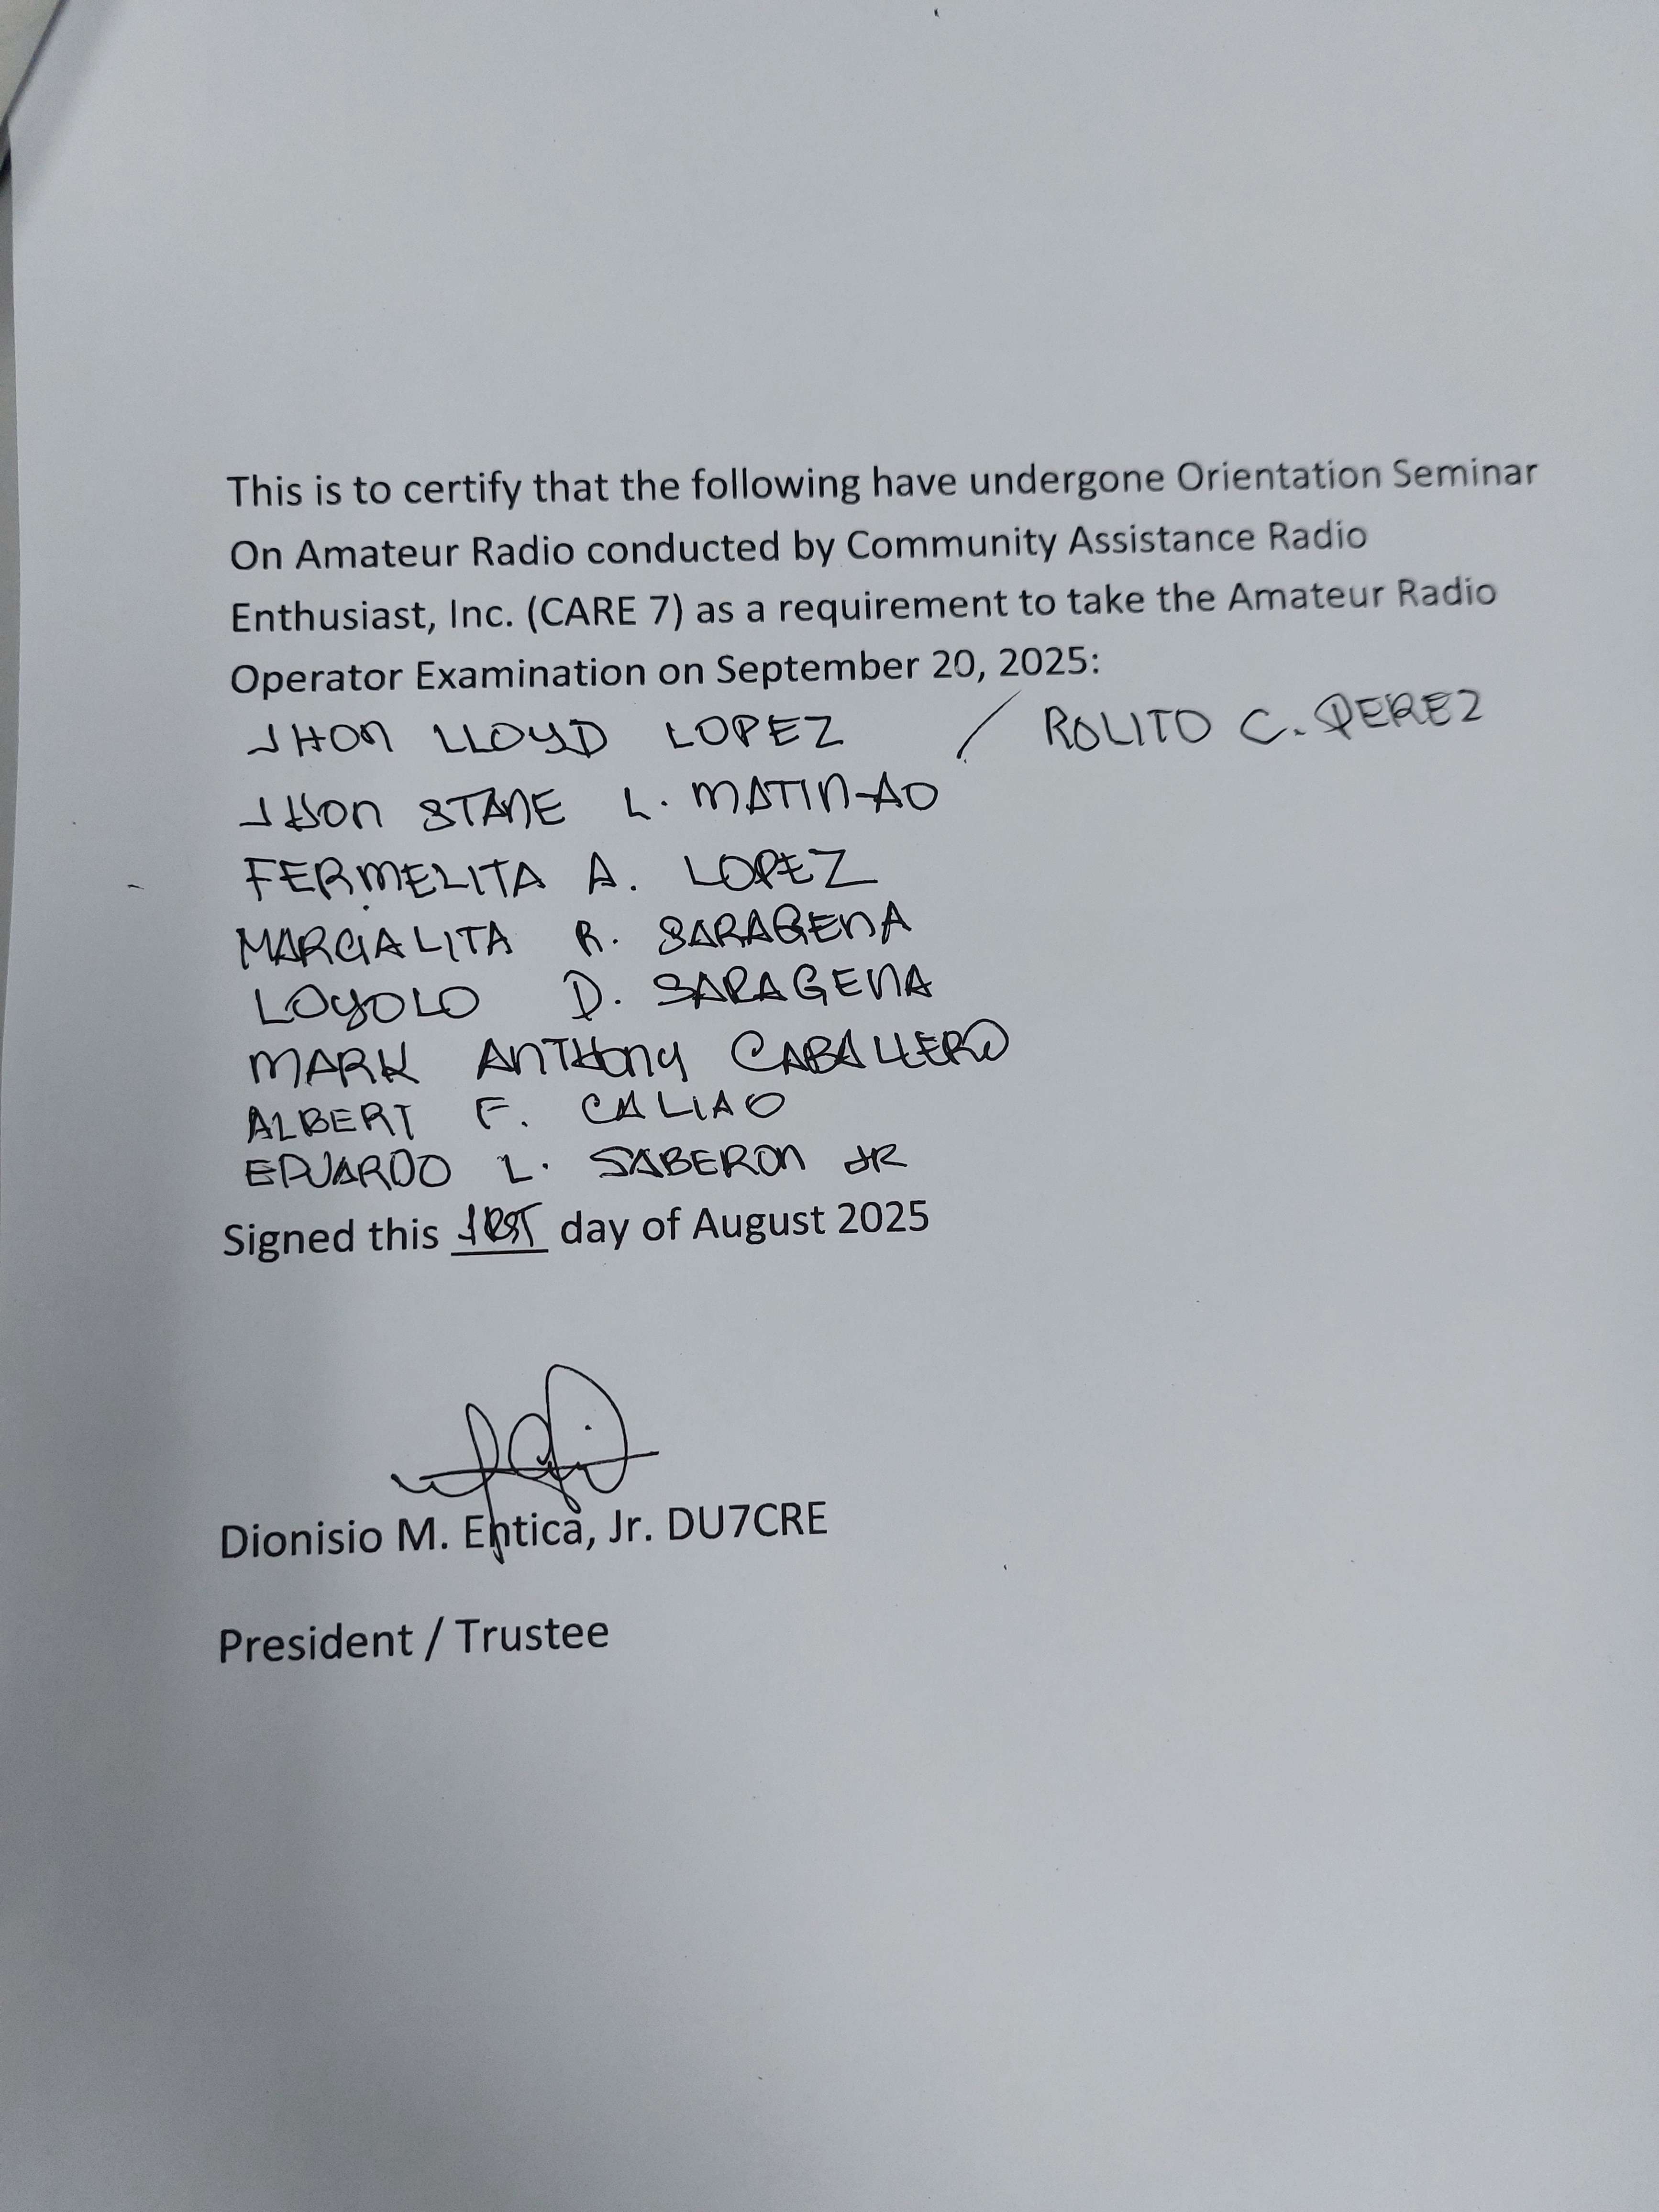 This is to certify that the following have undergone Orientation Seminar
On Amateur Radio conducted by Community Assistance Radio
Enthusiast, Inc. (CARE 7) as a requirement to take the Amateur Radio
Operator Examination on September 20, 2025:
JHON LLOYD LOPEZ / ROLITO C. PEREZ
JHON STANE L. MATIN-AO
FERMELITA A. LOPEZ
MARGIALITA R. SARAGENA
LOYOLO D. SARAGENA
MARK ANTHONY CABALLERO
ALBERT F. CALIAO
EDUARDO L. SABERON JR
Signed this day of August 2025
Dionisio M. Entica, Jr. DU7CRE
President / Trustee